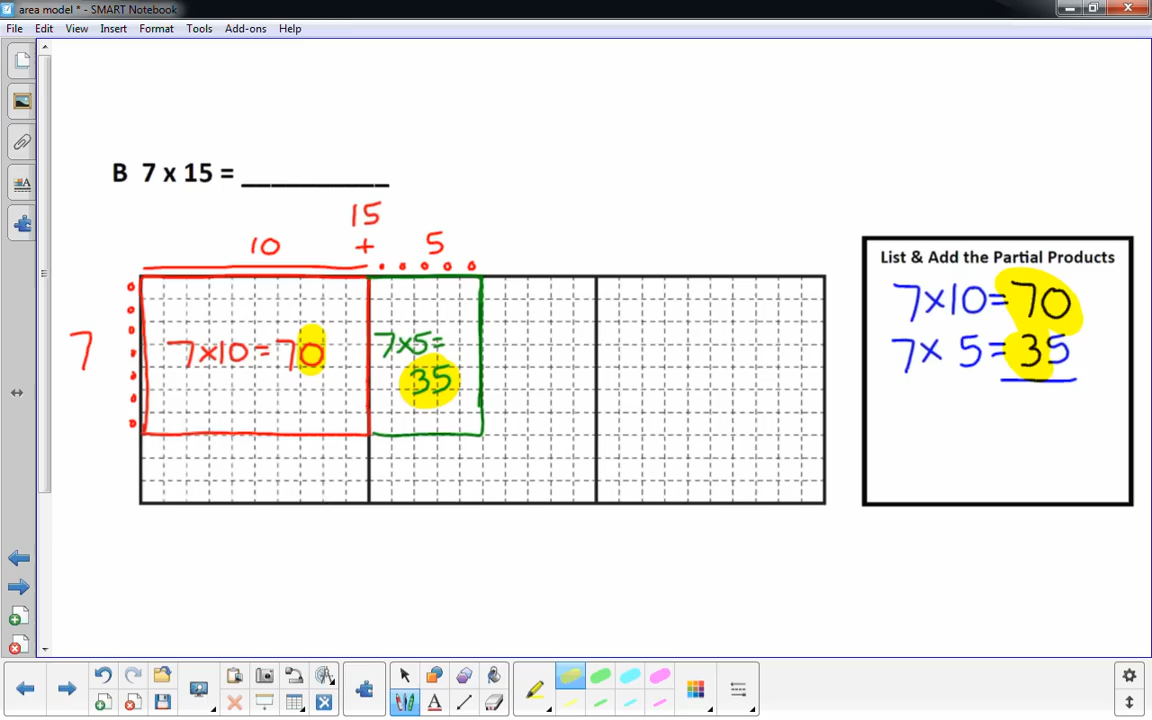 area model * - SMART Notebook
File Edit View Insert Format Tools Add-ons Help
B 7 x 15 = __________
15
10 + 5
7
7x10=70
7x5=
35
List & Add the Partial Products
7x10=70
7x 5=35